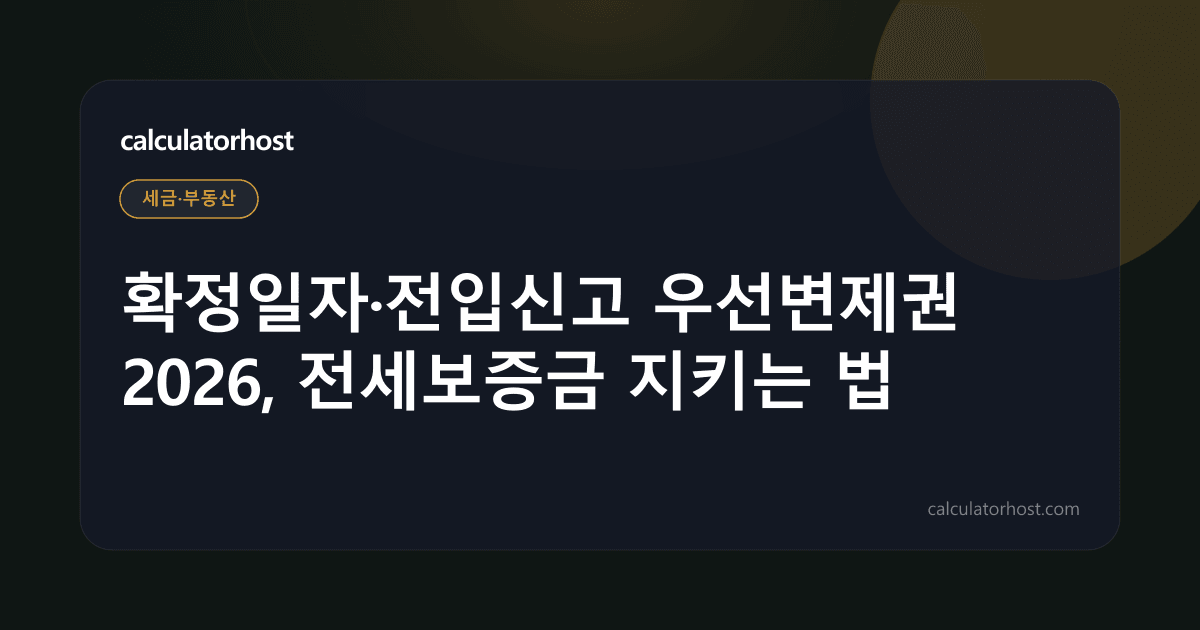 calculatorhost
세금·부동산
확정일자·전입신고 우선변제권
2026, 전세보증금 지키는 법
calculatorhost.com